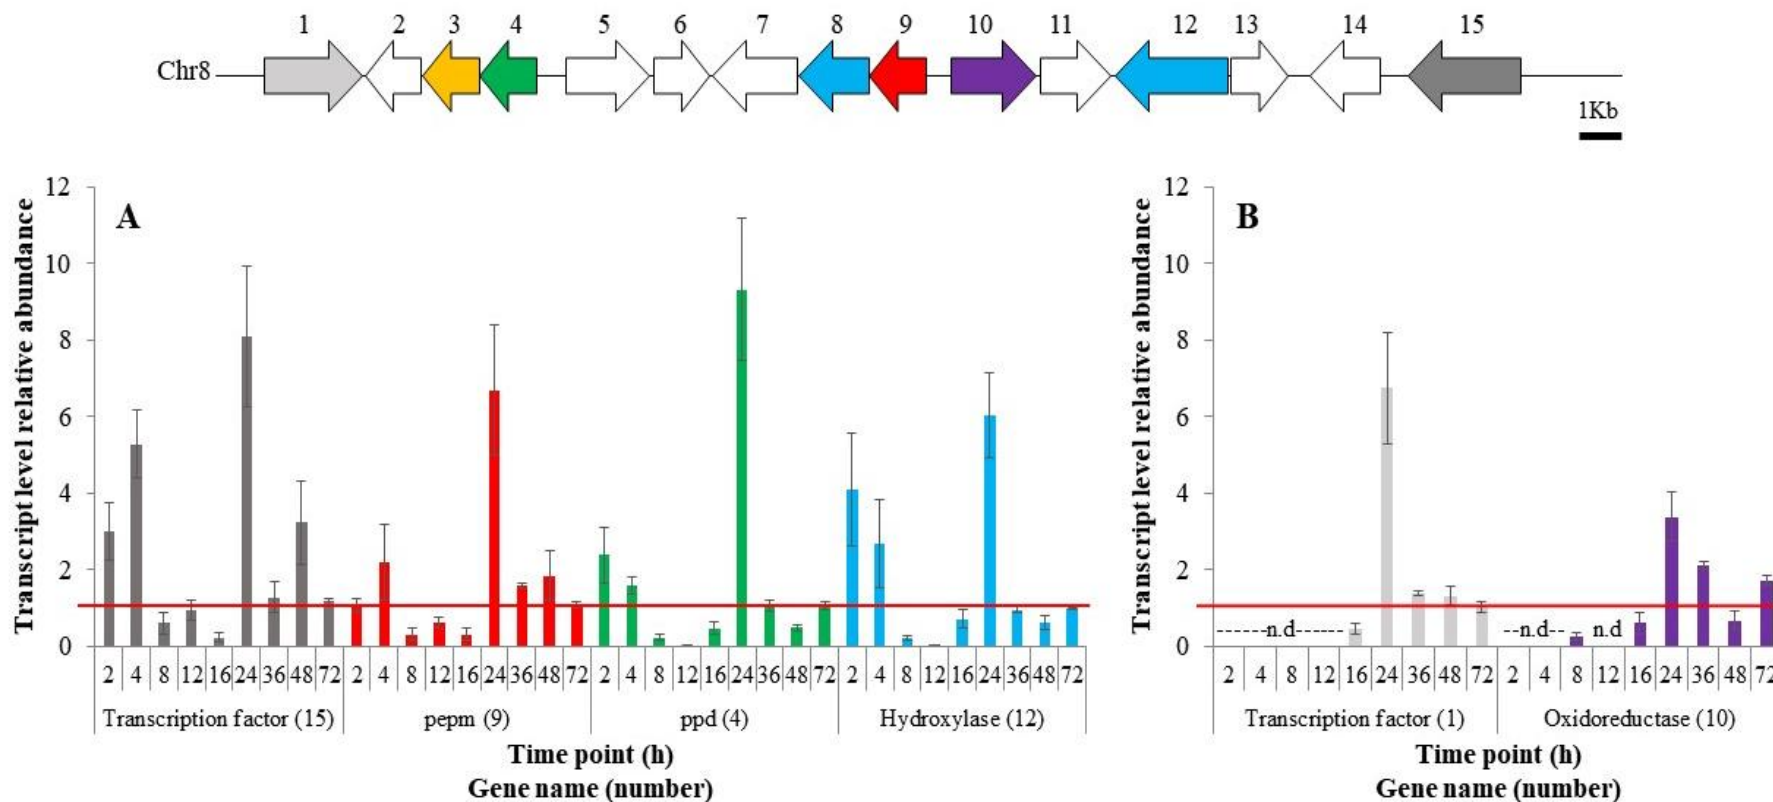 1 2 3 4 5 6 7 8 9 10 11 12 13 14 15
Chr8
1Kb
A
Transcript level relative abundance
12
10
8
6
4
2
0
2 4 8 12 16 24 36 48 72 2 4 8 12 16 24 36 48 72 2 4 8 12 16 24 36 48 72 2 4 8 12 16 24 36 48 72
Transcription factor (15) pepm (9) ppd (4) Hydroxylase (12)
Time point (h)
Gene name (number)
B
Transcript level relative abundance
12
10
8
6
4
2
0
n.d n.d n.d
2 4 8 12 16 24 36 48 72 2 4 8 12 16 24 36 48 72
Transcription factor (1) Oxidoreductase (10)
Time point (h)
Gene name (number)